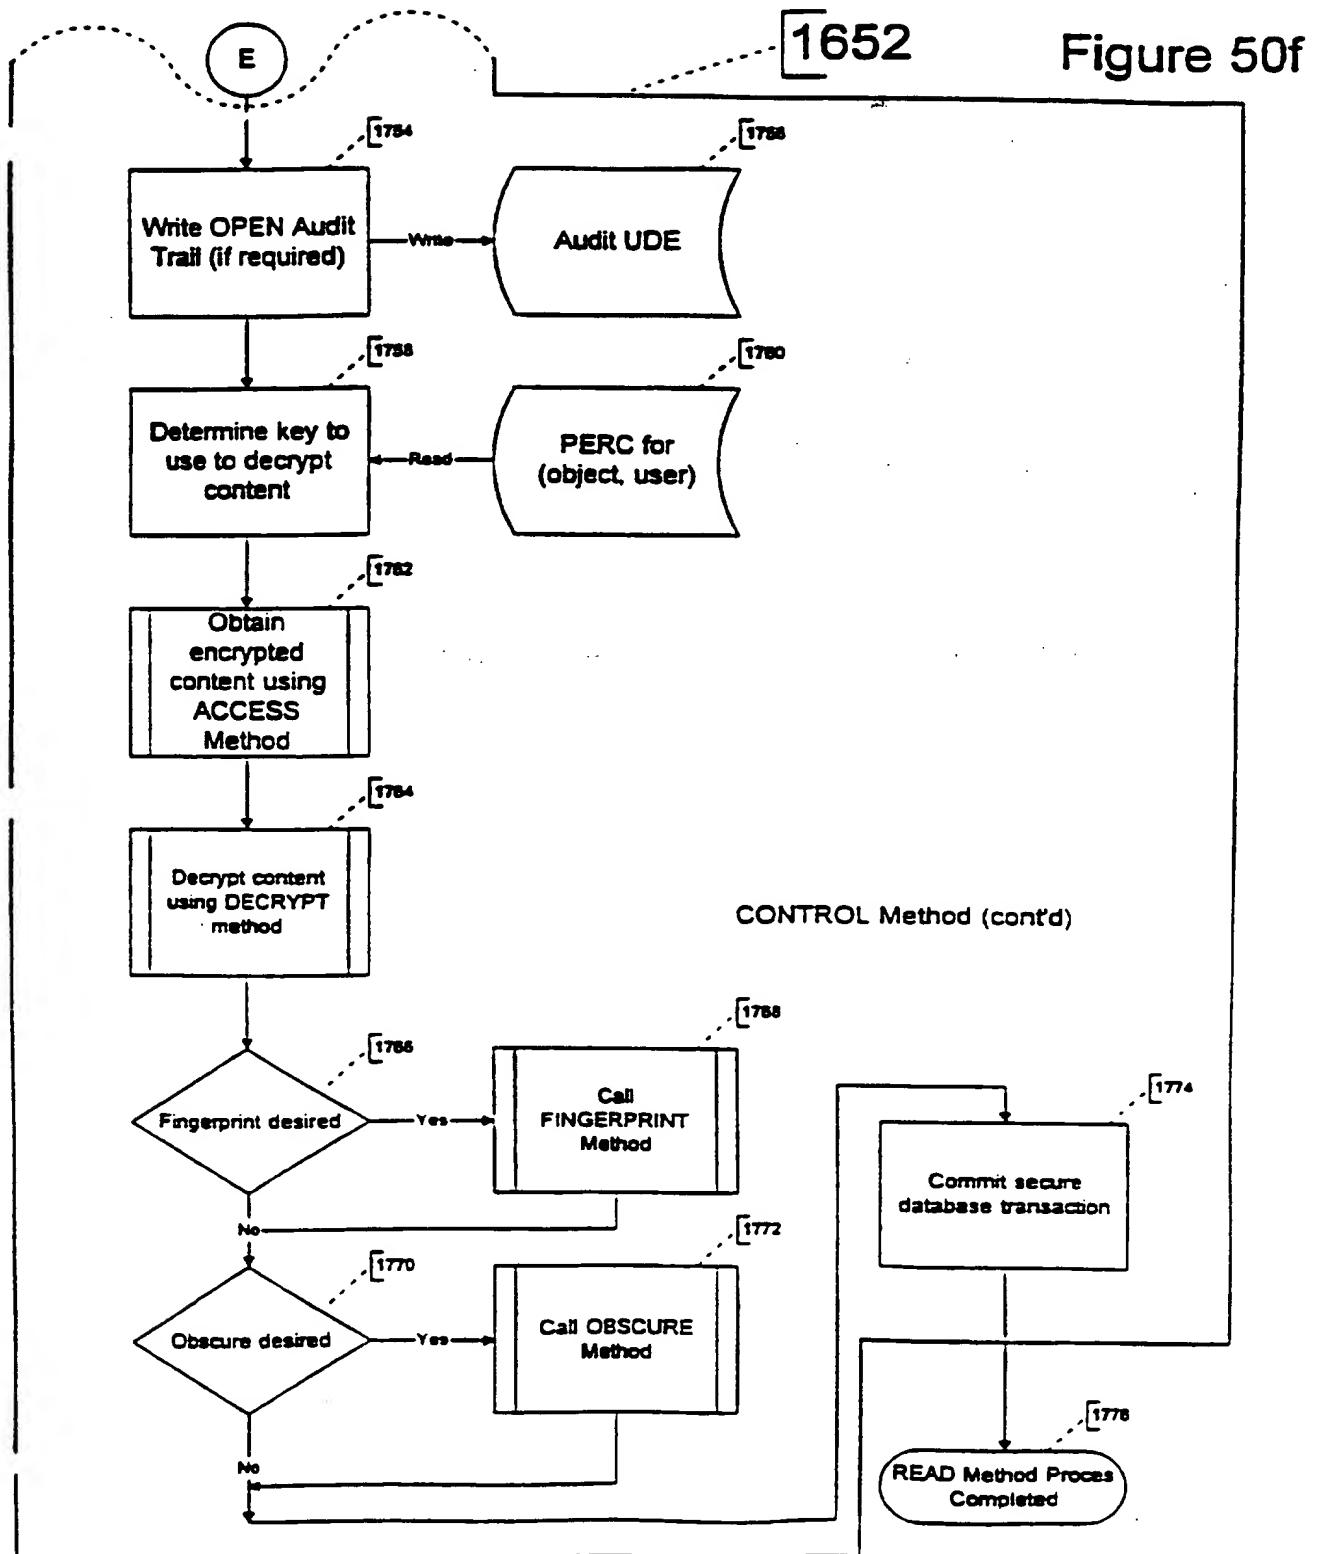 1652
Figure 50f
E
1754
1756
Write OPEN Audit
Trail (if required)
Write
Audit UDE
1758
1760
Determine key to
use to decrypt
content
Read
PERC for
(object, user)
1762
Obtain
encrypted
content using
ACCESS
Method
1764
Decrypt content
using DECRYPT
method
CONTROL Method (cont'd)
1766
1768
Fingerprint desired
Yes
Call
FINGERPRINT
Method
1774
Commit secure
database transaction
No
1770
1772
Obscure desired
Yes
Call OBSCURE
Method
1776
No
READ Method Proces
Completed